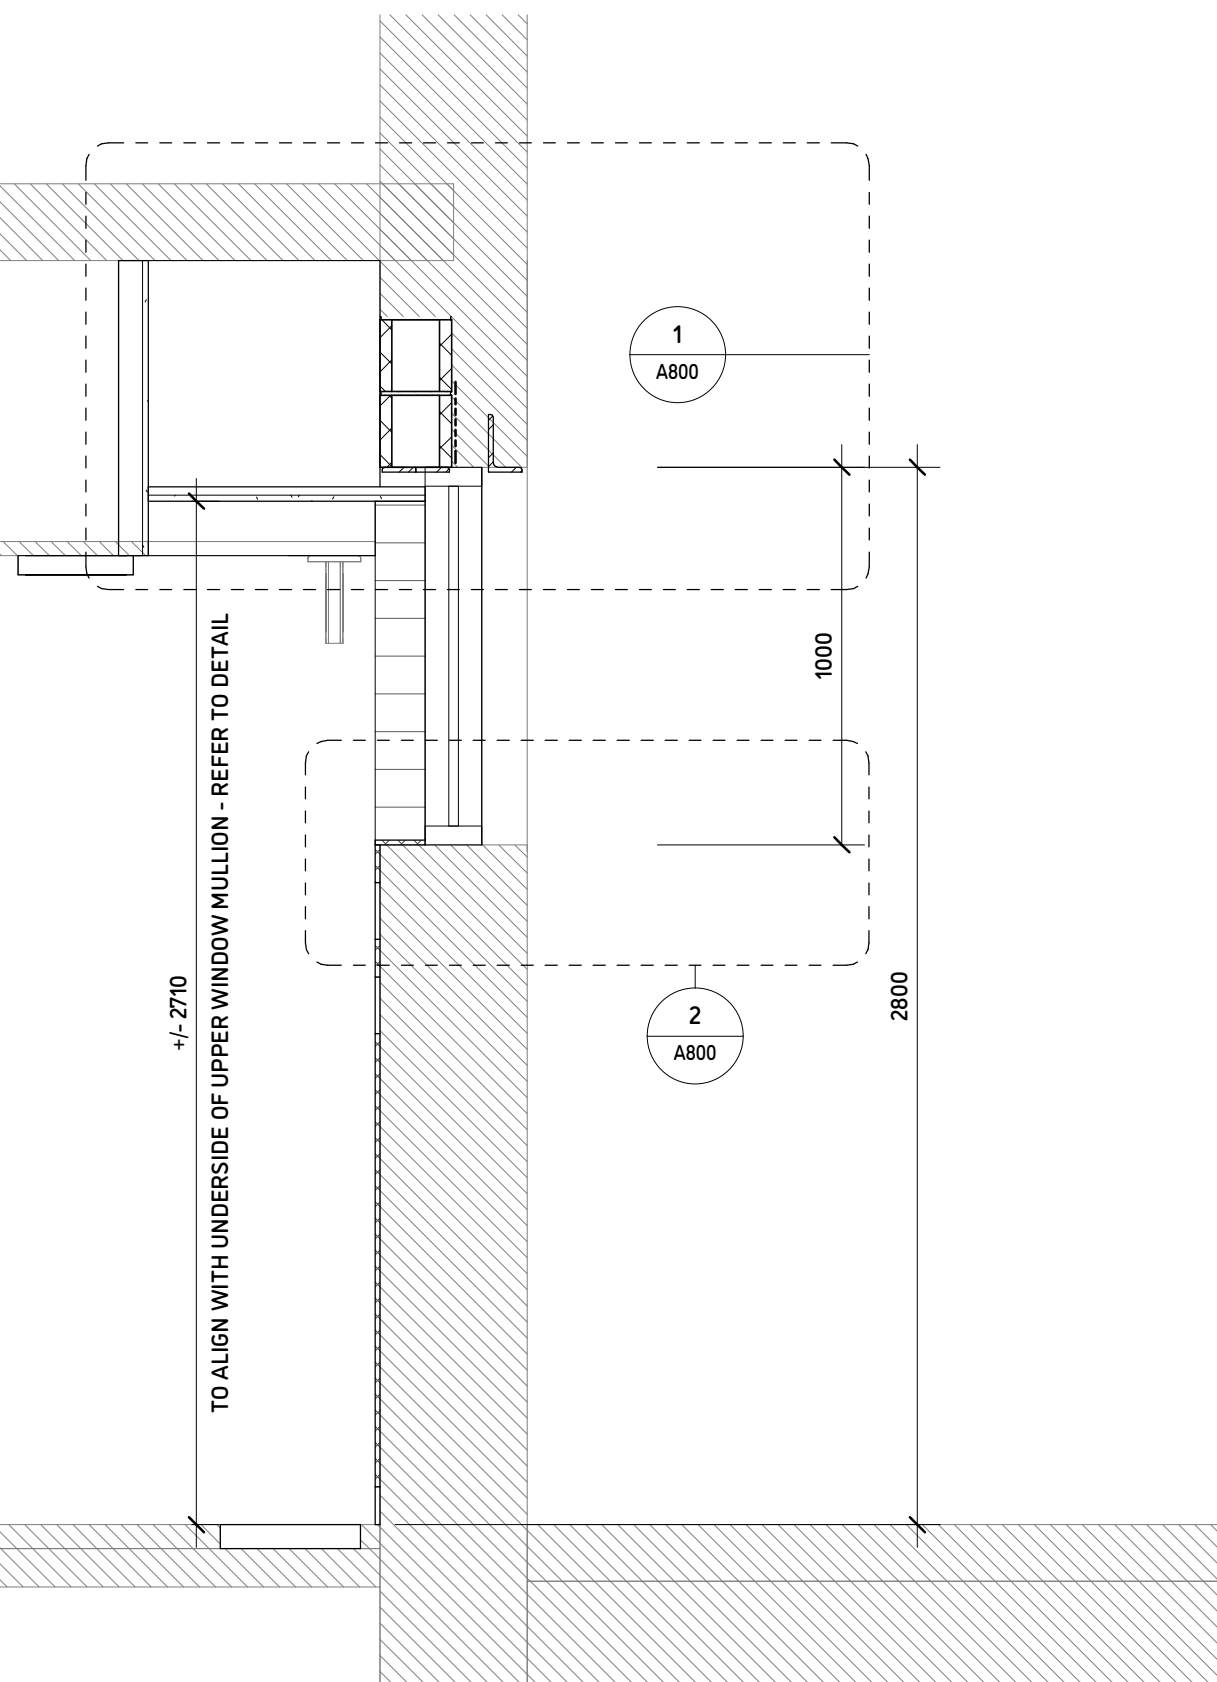 1
A800
1000
2800
2
A800
+/- 2710
TO ALIGN WITH UNDERSIDE OF UPPER WINDOW MULLION - REFER TO DETAIL